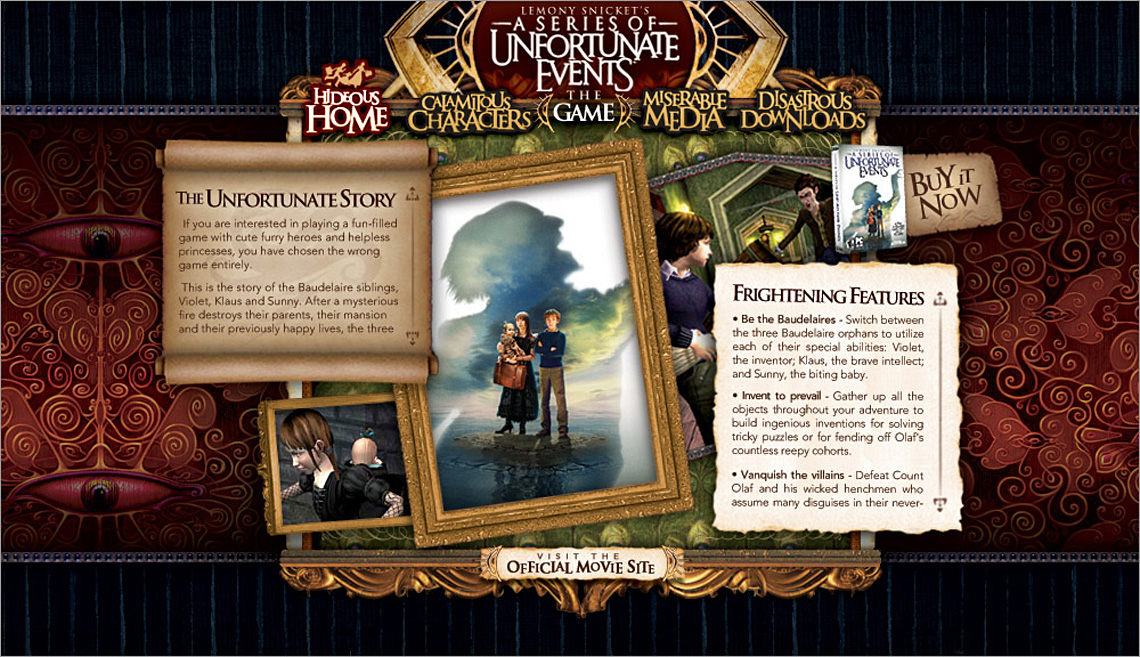 LEMONY SNICKET'S
A SERIES OF
UNFORTUNATE
EVENTS
THE
GAME
HIDEOUS
HOME
CALAMITOUS
CHARACTERS
MISERABLE
MEDIA
DISASTROUS
DOWNLOADS
THE UNFORTUNATE STORY
If you are interested in playing a fun-filled
game with cute furry heroes and helpless
princesses, you have chosen the wrong
game entirely.
This is the story of the Baudelaire siblings,
Violet, Klaus and Sunny. After a mysterious
fire destroys their parents, their mansion
and their previously happy lives, the three
A SERIES OF
UNFORTUNATE
EVENTS
PC
BUY IT
NOW
FRIGHTENING FEATURES
• Be the Baudelaires - Switch between
the three Baudelaire orphans to utilize
each of their special abilities: Violet,
the inventor; Klaus, the brave intellect;
and Sunny, the biting baby.
• Invent to prevail - Gather up all the
objects throughout your adventure to
build ingenious inventions for solving
tricky puzzles or for fending off Olaf's
countless reepy cohorts.
• Vanquish the villains - Defeat Count
Olaf and his wicked henchmen who
assume many disguises in their never-
VISIT THE
OFFICIAL MOVIE SITE